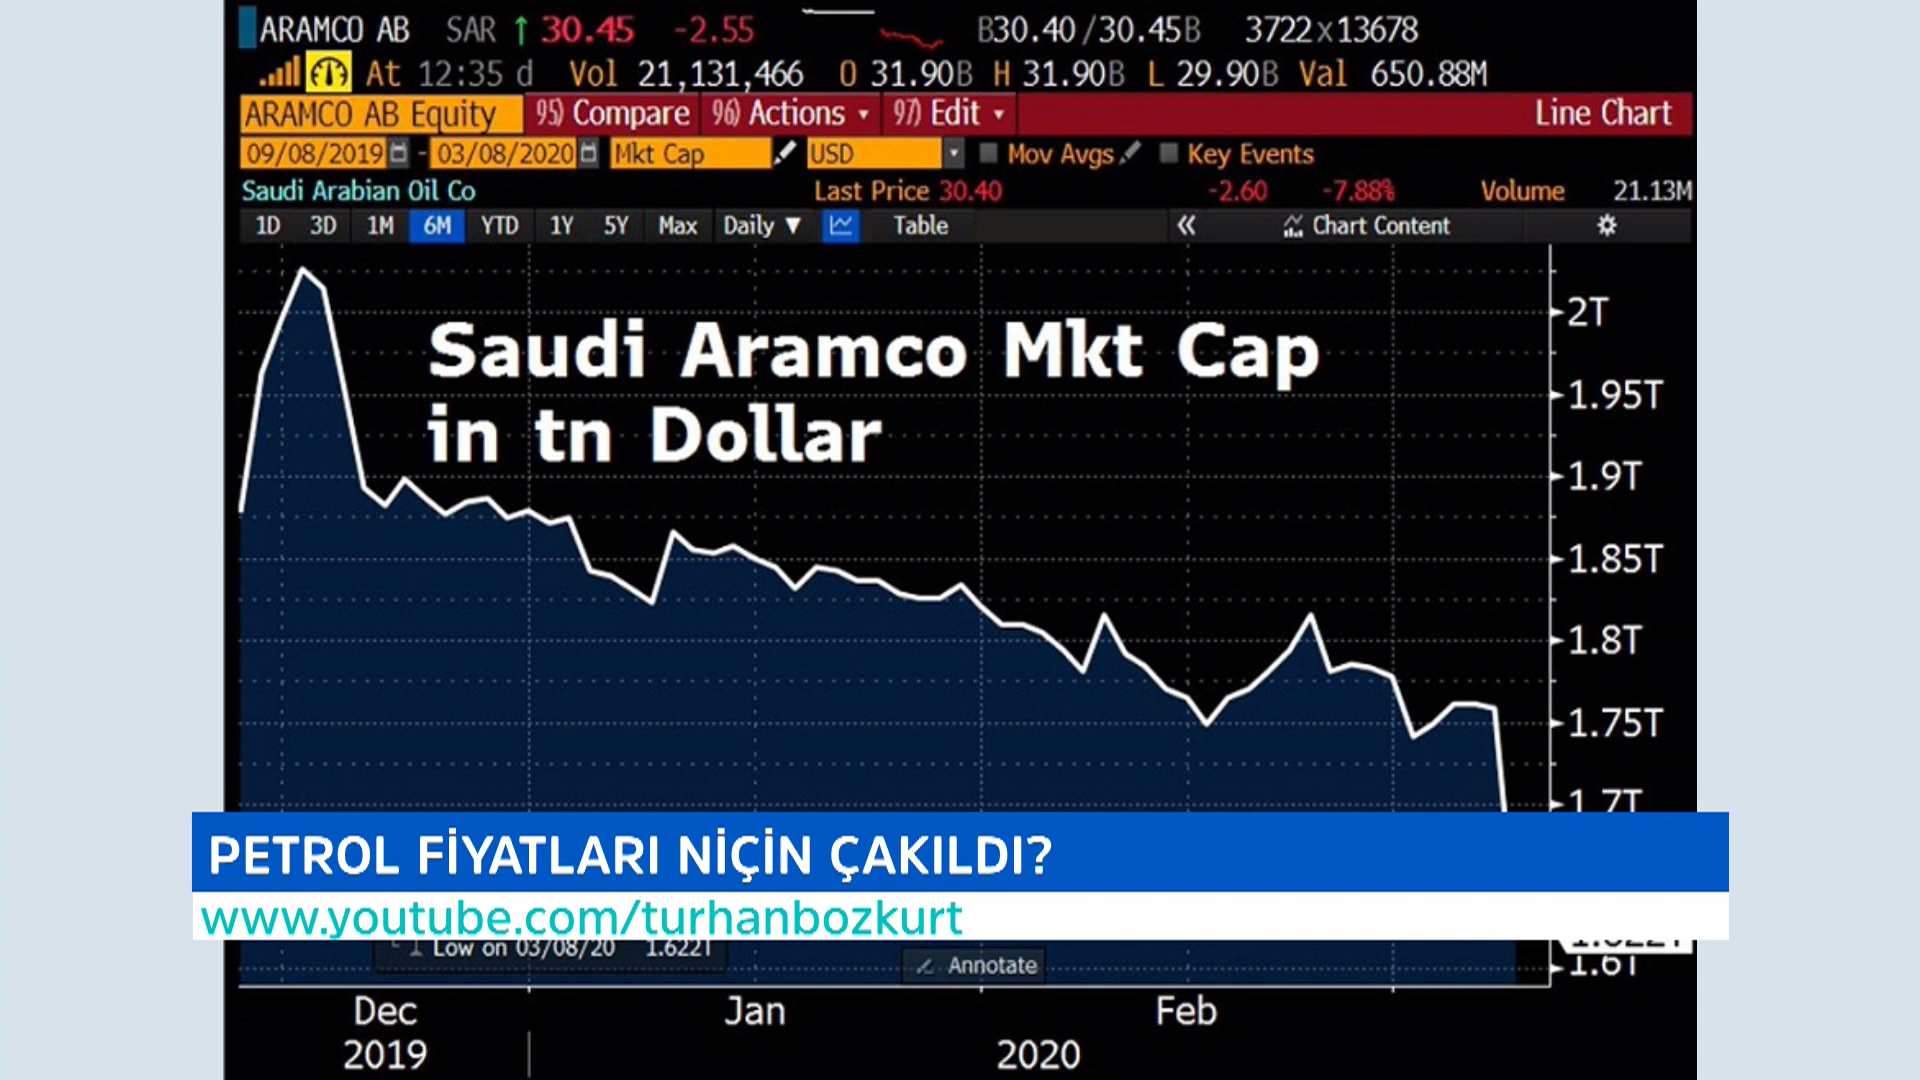 ARAMCO AB SAR ↑ 30.45 -2.55 B30.40/30.45B 3722x13678
At 12:35 d Vol 21,131,466 O 31.90B H 31.90B L 29.90B Val 650.88M
ARAMCO AB Equity 95) Compare 96) Actions 97) Edit Line Chart
09/08/2019 - 03/08/2020 Mkt Cap USD Mov Avgs Key Events
Saudi Arabian Oil Co Last Price 30.40 -2.60 -7.88% Volume 21.13M
1D 3D 1M 6M YTD 1Y 5Y Max Daily ▼ Table « Chart Content
Saudi Aramco Mkt Cap
in tn Dollar
2T
1.95T
1.9T
1.85T
1.8T
1.75T
1.7T
PETROL FİYATLARI NİÇİN ÇAKILDI?
www.youtube.com/turhanbozkurt
Low on 03/08/20 1.622T
1.622T
Annotate
1.6T
Dec Jan Feb
2019 2020